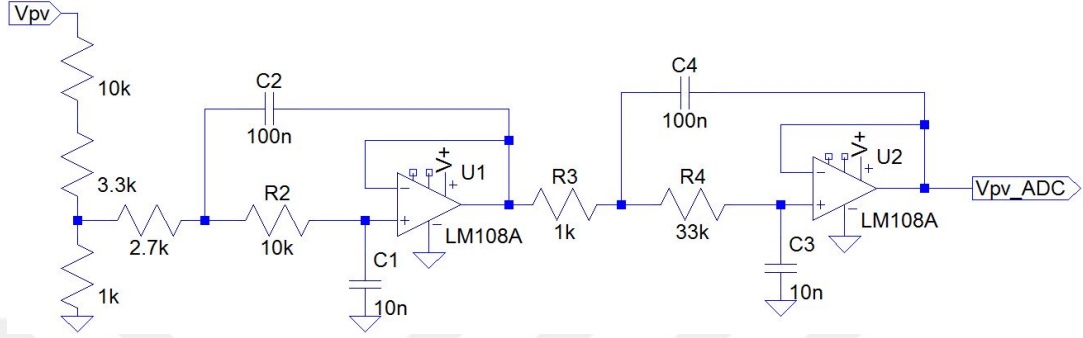 Vpv
10k
3.3k
1k
2.7k
C2
100n
R2
10k
C1
10n
V+
U1
LM108A
R3
1k
C4
100n
R4
33k
C3
10n
V+
U2
LM108A
Vpv_ADC